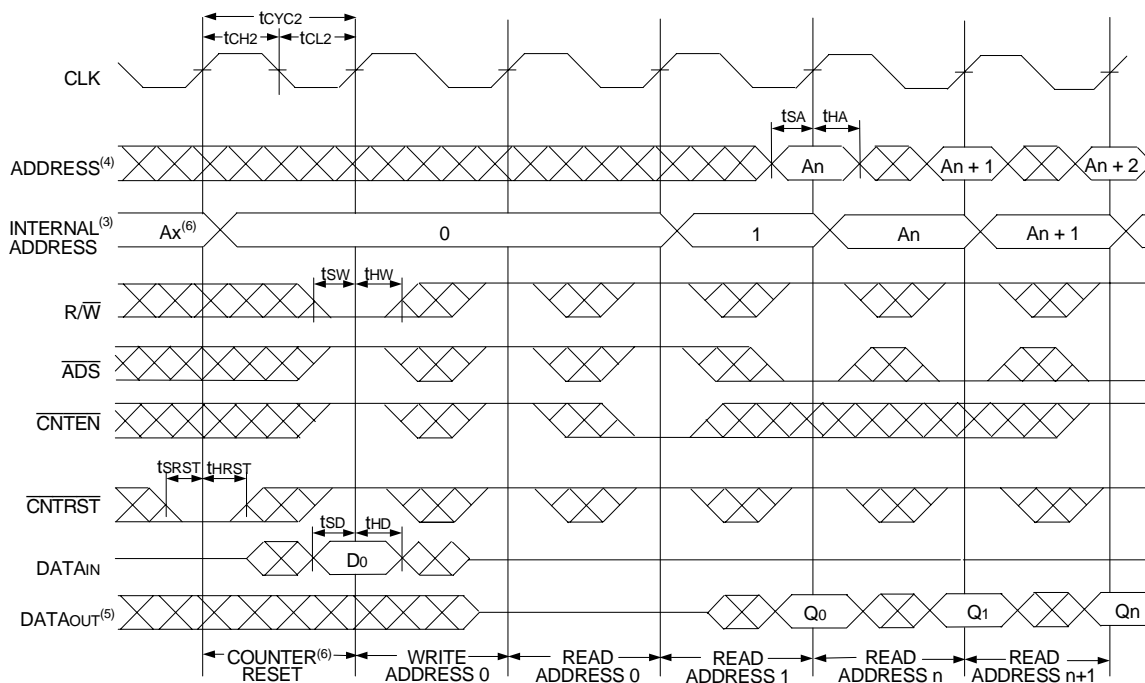 tCYC2
tCH2 tCL2
CLK
tSA tHA
ADDRESS(4) An An + 1 An + 2
INTERNAL(3) ADDRESS Ax(6) 0 1 An An + 1
tSW tHW
R/W
ADS
CNTEN
tSRST tHRST
CNTRST
tSD tHD
DATAIN D0
DATAOUT(5) Q0 Q1 Qn
COUNTER(6) WRITE READ READ READ READ
RESET ADDRESS 0 ADDRESS 0 ADDRESS 1 ADDRESS n ADDRESS n+1